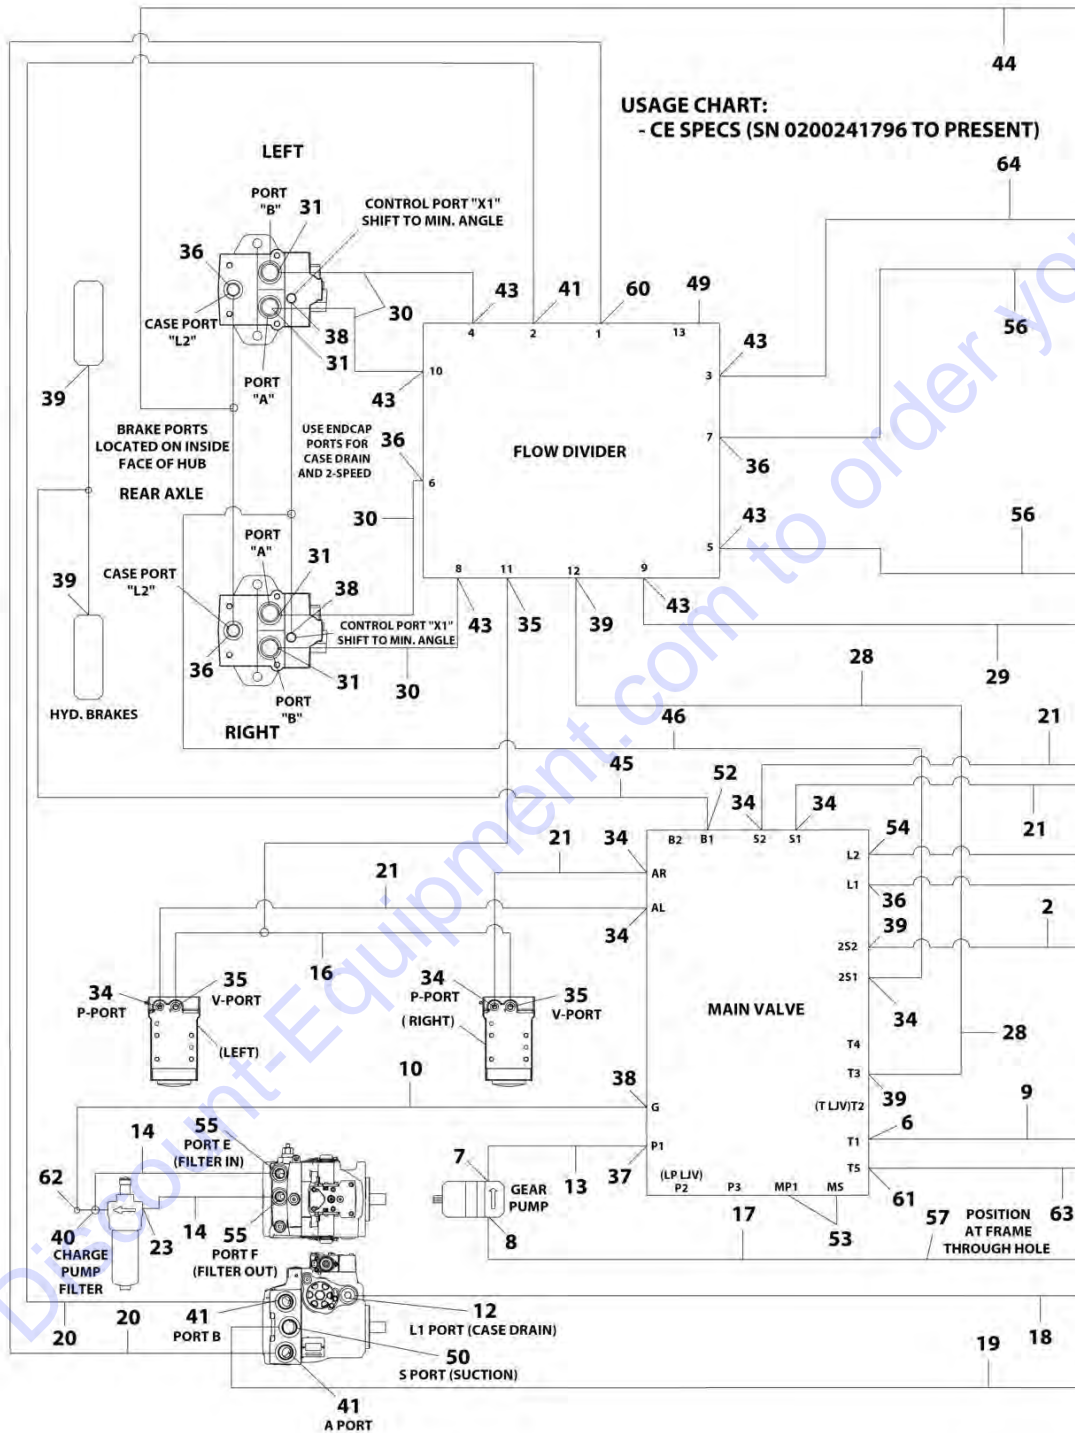 44
USAGE CHART:
- CE SPECS (SN 0200241796 TO PRESENT)
LEFT
64
PORT
"B"
31
CONTROL PORT "X1"
SHIFT TO MIN. ANGLE
36
43
41
60
49
56
30
CASE PORT
"L2"
38
4
2
1
13
43
31
3
39
10
PORT
"A"
43
BRAKE PORTS
LOCATED ON INSIDE
FACE OF HUB
USE ENDCAP
PORTS FOR
CASE DRAIN
AND 2-SPEED
36
7
FLOW DIVIDER
36
6
REAR AXLE
30
43
56
PORT
"A"
31
5
39
CASE PORT
"L2"
38
8
11
12
9
CONTROL PORT "X1"
SHIFT TO MIN. ANGLE
43
35
39
43
36
31
30
28
29
PORT
"B"
HYD. BRAKES
RIGHT
46
21
45
52
34
34
21
54
B2
B1
S2
S1
21
21
34
L2
AR
L1
36
2
AL
39
34
2S2
16
2S1
34
P-PORT
35
V-PORT
34
P-PORT
35
V-PORT
MAIN VALVE
34
(LEFT)
(RIGHT)
28
T4
10
38
T3
39
9
G
(T LJV)T2
6
14
55
PORT E
(FILTER IN)
7
P1
T1
62
13
37
T5
GEAR
PUMP
(LP LJV)
P2
P3
MP1
MS
61
63
40
CHARGE
PUMP
FILTER
23
14
55
PORT F
(FILTER OUT)
8
17
53
57
POSITION
AT FRAME
THROUGH HOLE
20
20
41
PORT B
12
L1 PORT (CASE DRAIN)
18
50
S PORT (SUCTION)
19
41
A PORT
Discount-Equipment.com to order yo